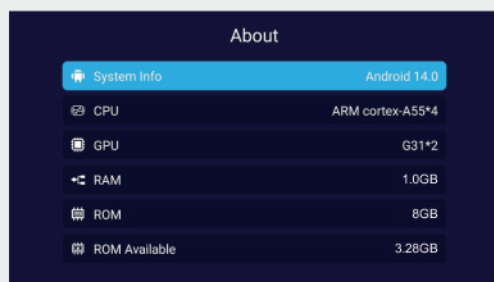 About
System Info Android 14.0
CPU ARM cortex-A55*4
GPU G31*2
RAM 1.0GB
ROM 8GB
ROM Available 3.28GB